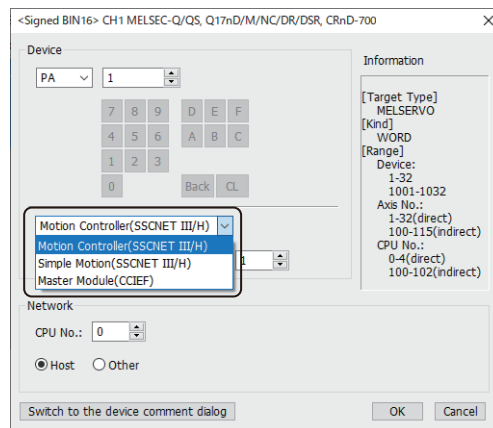 <Signed BIN16> CH1 MELSEC-Q/QS, Q17nD/M/NC/DR/DSR, CRnD-700
Device
PA 1
7 8 9 D E F
4 5 6 A B C
1 2 3
0 Back CL
Motion Controller(SSCNET III/H)
Motion Controller(SSCNET III/H)
Simple Motion(SSCNET III/H)
Master Module(CCIEF)
1
Information
[Target Type]
MELSERVO
[Kind]
WORD
[Range]
Device:
1-32
1001-1032
Axis No.:
1-32(direct)
100-115(indirect)
CPU No.:
0-4(direct)
100-102(indirect)
Network
CPU No.: 0
Host Other
Switch to the device comment dialog OK Cancel